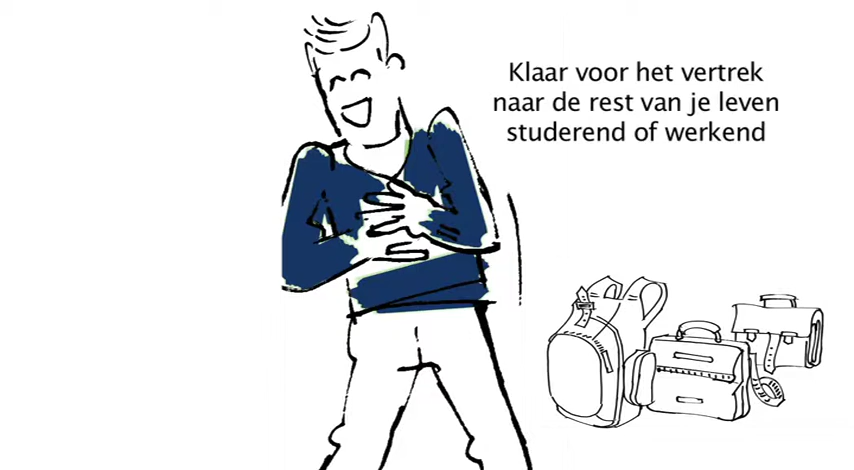 Klaar voor het vertrek
naar de rest van je leven
studerend of werkend